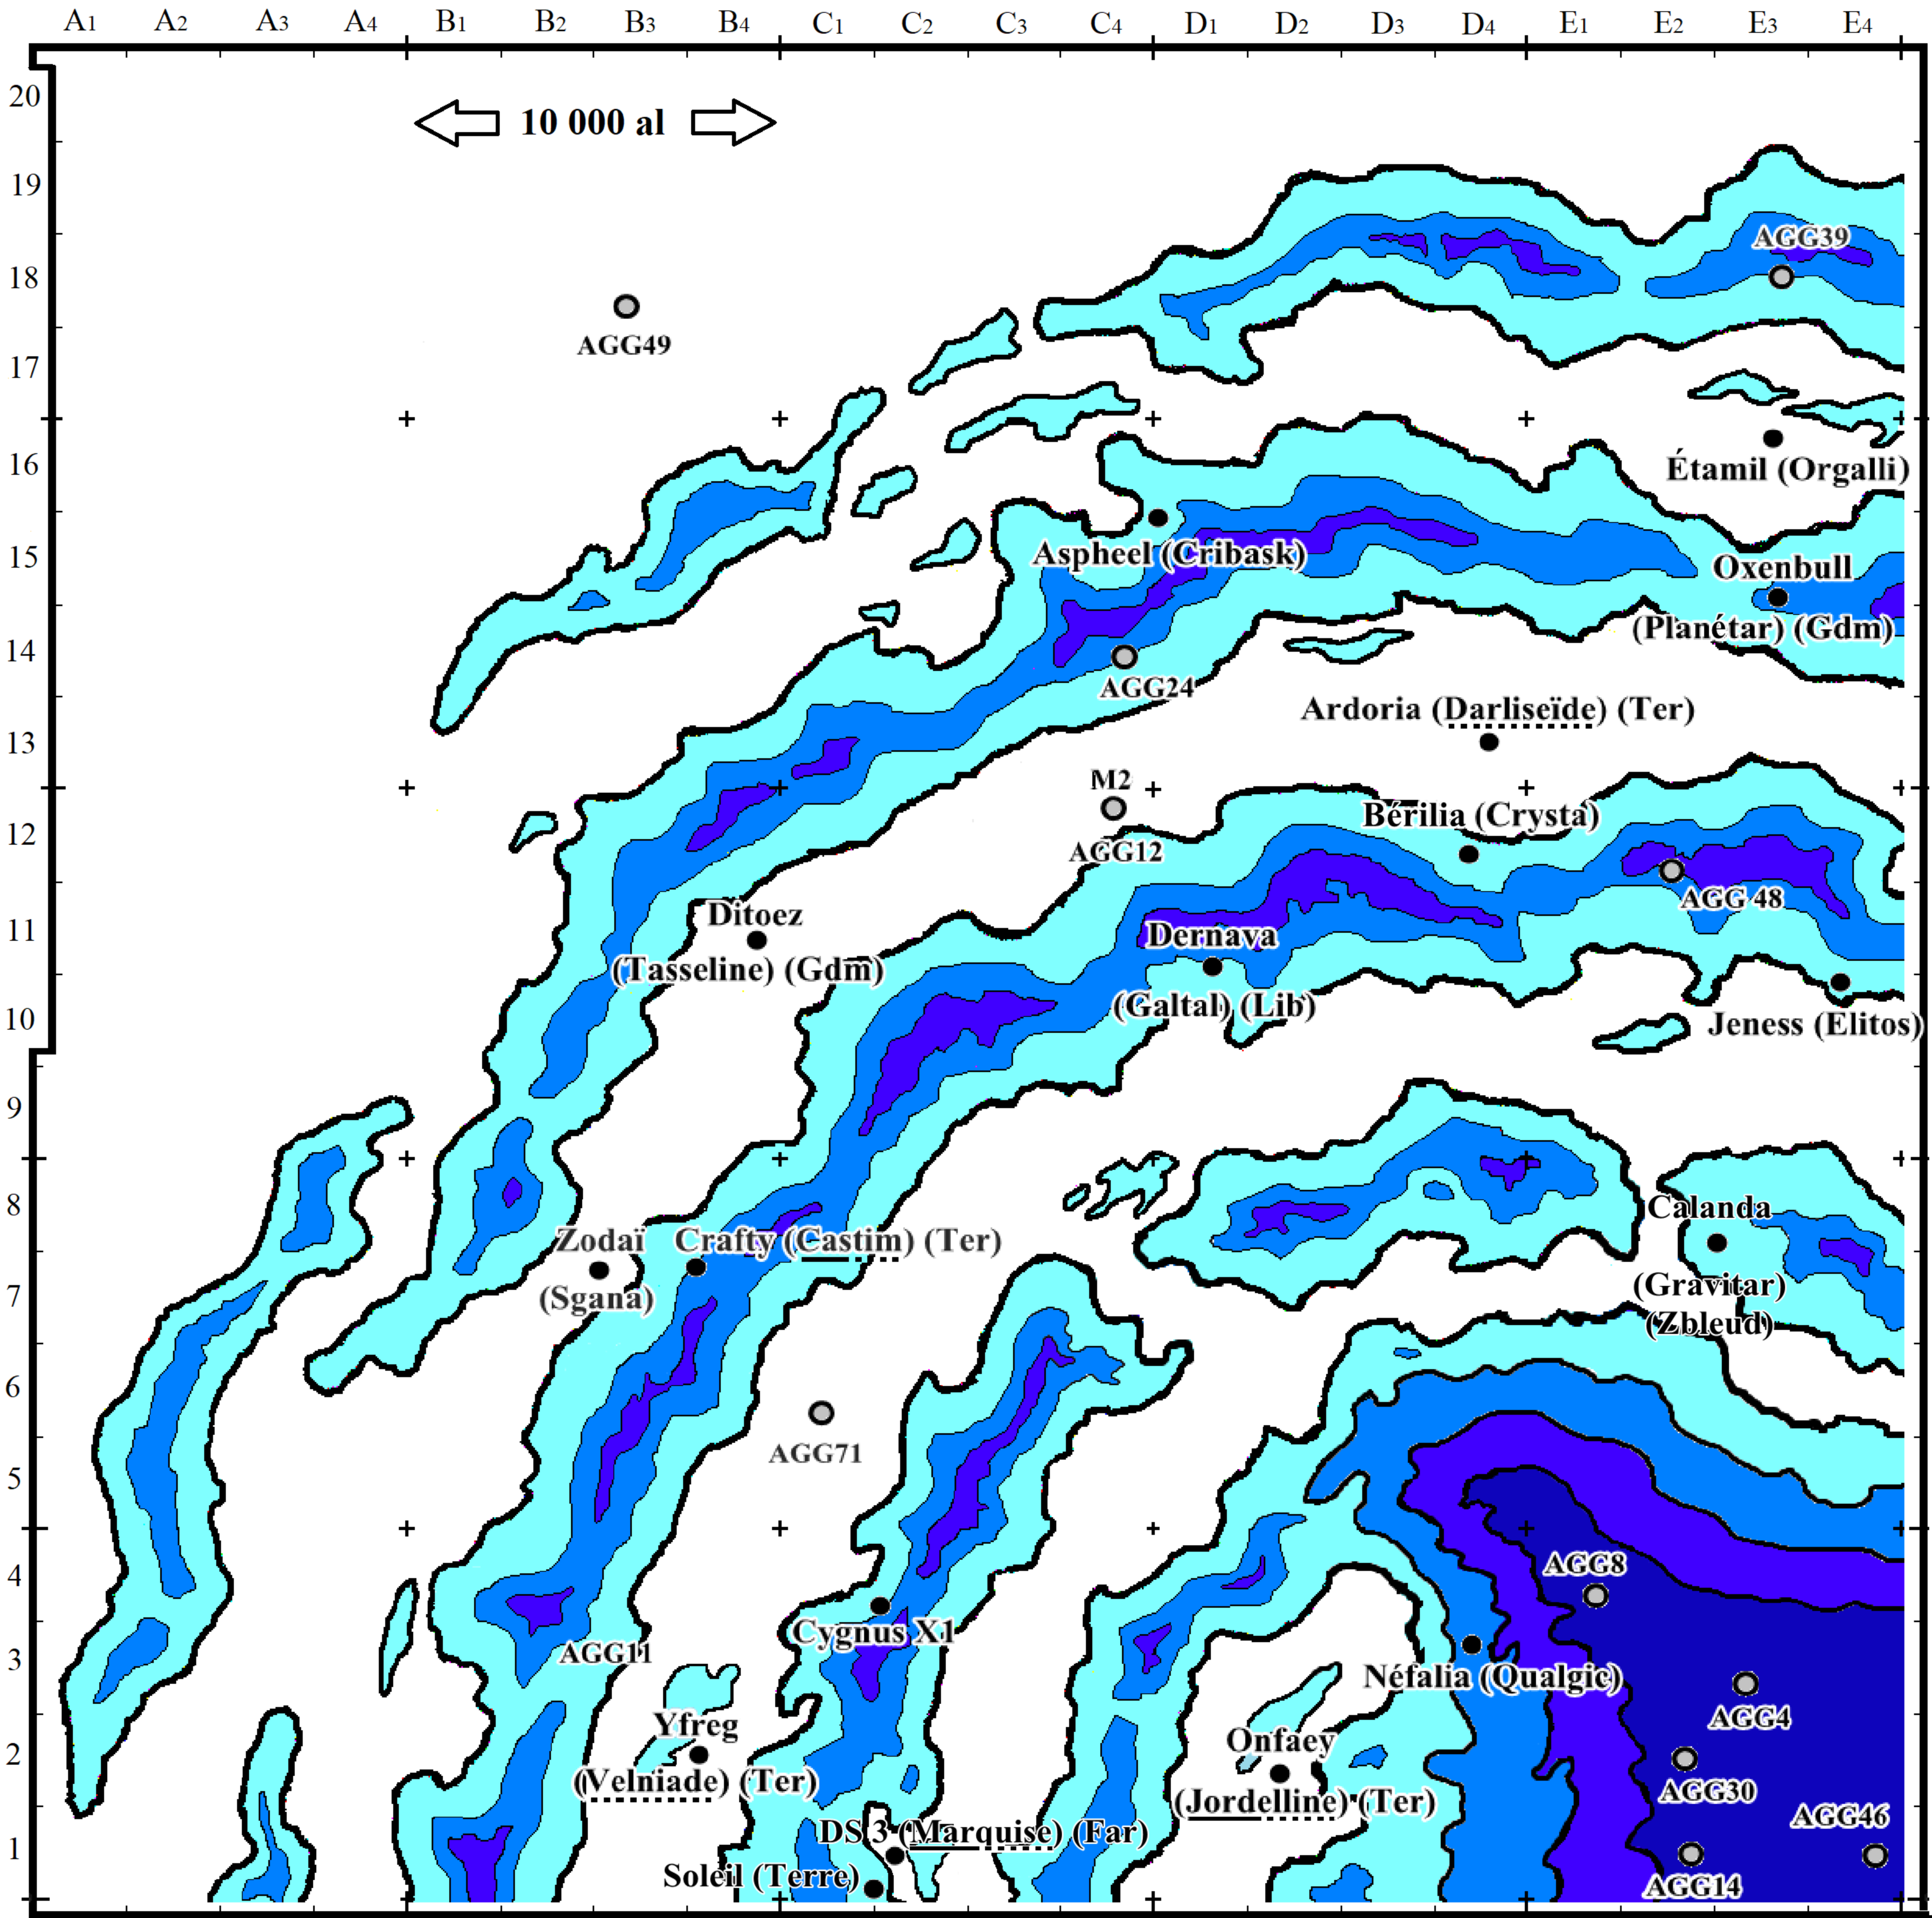 A1 A2 A3 A4 B1 B2 B3 B4 C1 C2 C3 C4 D1 D2 D3 D4 E1 E2 E3 E4
20
10 000 al
19
AGG39
18
AGG49
17
16
Étamil (Orgalli)
15
Aspheel (Cribask)
Oxenbull
(Planétar) (Gdm)
14
AGG24
Ardoria (Darliseïde) (Ter)
13
M2
AGG12
Bérilia (Crysta)
12
AGG 48
Ditoez
(Tasseline) (Gdm)
11
Dernava
(Galtal) (Lib)
10
Jeness (Elitos)
9
8
Calanda
(Gravitar)
(Zbleud)
Zodaï
(Sgana)
Crafty (Castim) (Ter)
7
6
AGG71
5
4
AGG8
Cygnus X1
AGG11
3
Néfalia (Qualgic)
AGG4
Yfreg
(Velniade) (Ter)
Onfaey
(Jordelline) (Ter)
2
AGG30
AGG46
DS 3 (Marquise) (Far)
1
Soleil (Terre)
AGG14